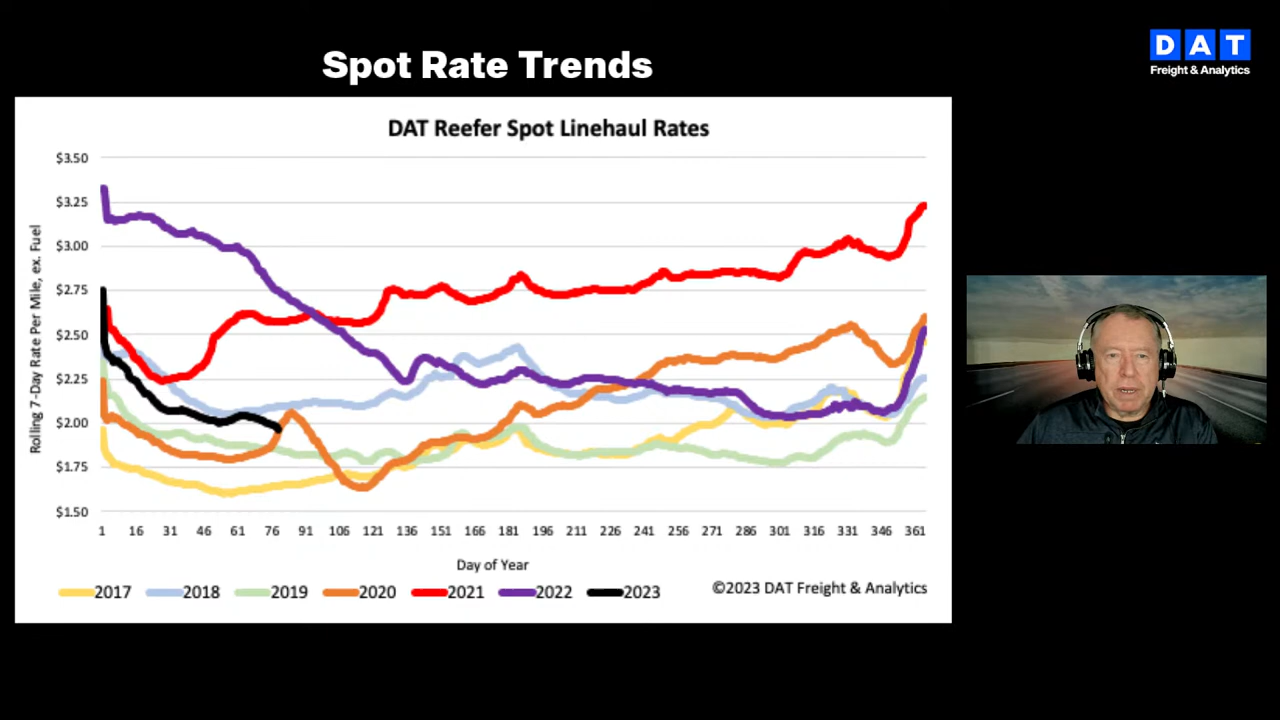 Spot Rate Trends
DAT
Freight & Analytics
DAT Reefer Spot Linehaul Rates
Rolling 7-Day Rate Per Mile, ex. Fuel
$3.50
$3.25
$3.00
$2.75
$2.50
$2.25
$2.00
$1.75
$1.50
1 16 31 46 61 76 91 106 121 136 151 166 181 196 211 226 241 256 271 286 301 316 331 346 361
Day of Year
2017 2018 2019 2020 2021 2022 2023
©2023 DAT Freight & Analytics